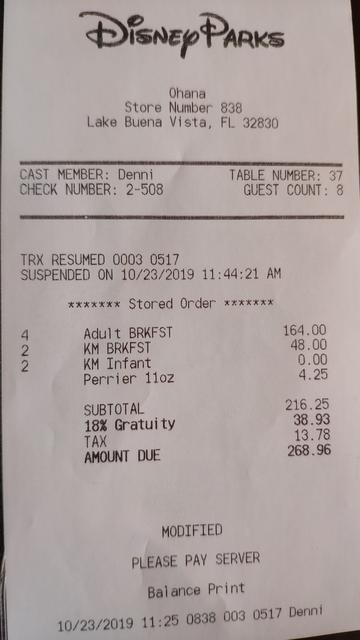 Disney Parks
Ohana
Store Number 838
Lake Buena Vista, FL 32830
CAST MEMBER: Denni TABLE NUMBER: 37
CHECK NUMBER: 2-508 GUEST COUNT: 8
TRX RESUMED 0003 0517
SUSPENDED ON 10/23/2019 11:44:21 AM
******* Stored Order *******
4 Adult BRKFST 164.00
2 KM BRKFST 48.00
2 KM Infant 0.00
Perrier 11oz 4.25
SUBTOTAL 216.25
18% Gratuity 38.93
TAX 13.78
AMOUNT DUE 268.96
MODIFIED
PLEASE PAY SERVER
Balance Print
10/23/2019 11:25 0838 003 0517 Denni